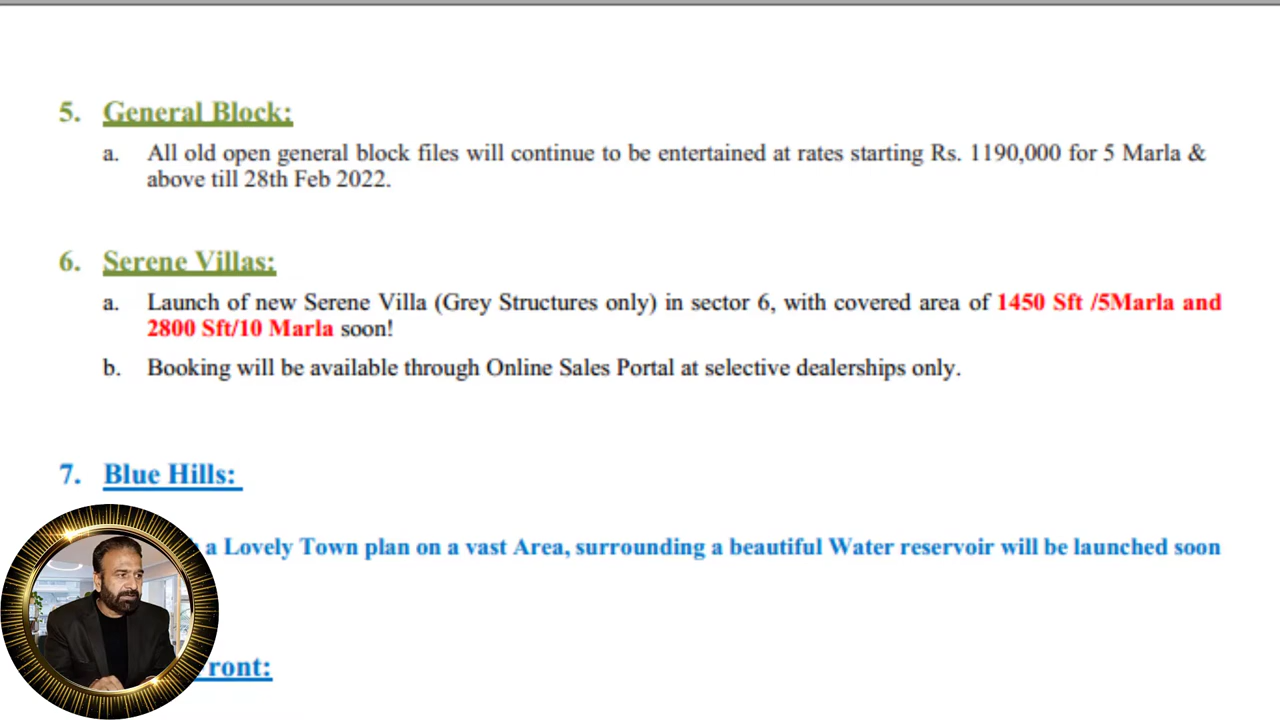 5. General Block:
a. All old open general block files will continue to be entertained at rates starting Rs. 1190,000 for 5 Marla &
above till 28th Feb 2022.
6. Serene Villas:
a. Launch of new Serene Villa (Grey Structures only) in sector 6, with covered area of 1450 Sft /5Marla and
2800 Sft/10 Marla soon!
b. Booking will be available through Online Sales Portal at selective dealerships only.
7. Blue Hills:
a Lovely Town plan on a vast Area, surrounding a beautiful Water reservoir will be launched soon
ront: